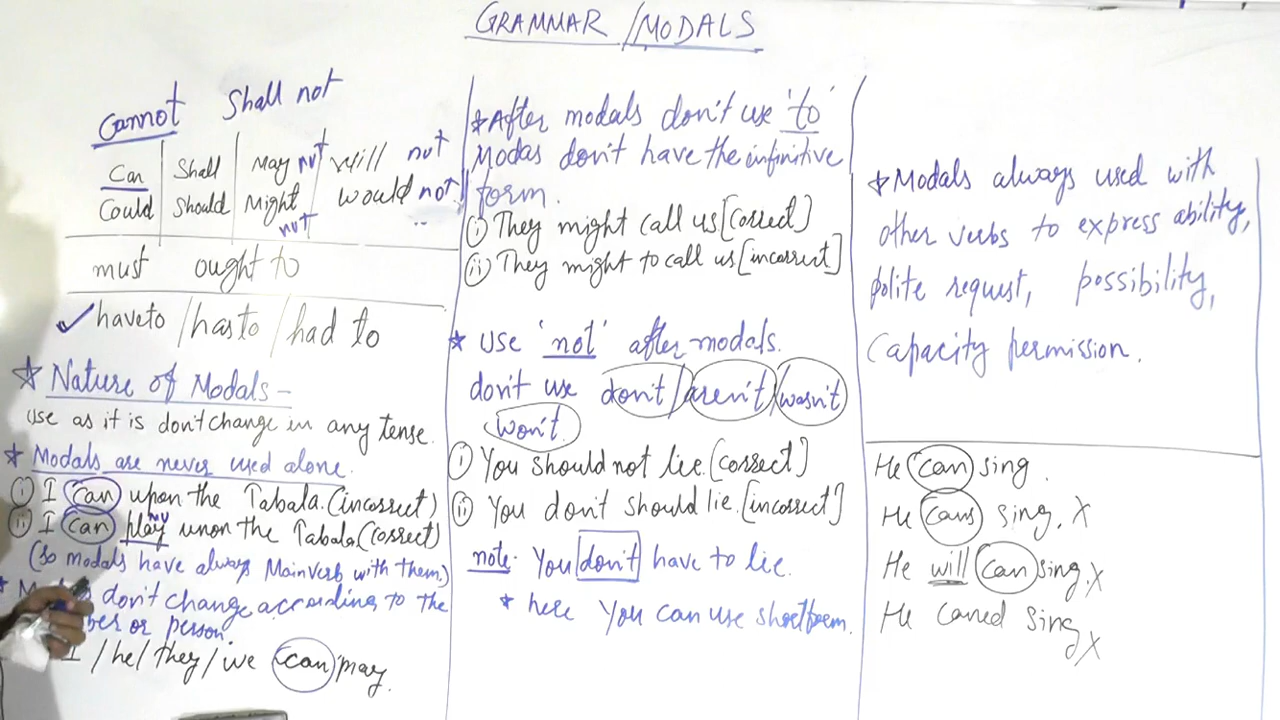 GRAMMAR / MODALS
Cannot Shall not
Can | Shall | May not | Will not
Could | Should | Might not | would not
must ought to
✓ have to / has to / had to
★ Nature of Modals -
Use as it is don't change in any tense.
★ Modals are never used alone.
(i) I can upon the Tabala. (incorrect)
(ii) I can play upon the Tabala (correct)
(so modals have always Main verb with them.)
don't change according to the
or person
I / he / they / we can play.
★ After modals don't use 'to'
Modas don't have the infinitive
form.
(i) They might call us [correct]
(ii) They might to call us [incorrect]
★ Use 'not' after modals.
don't use don't / aren't / wasn't
won't.
(i) You should not lie. [correct]
(ii) You don't should lie. [incorrect]
note. You don't have to lie.
★ here You can use shortform.
★ Modals always used with
other verbs to express ability,
polite request, possibility,
Capacity permission.
He can sing.
He cans sing. X
He will can sing. X
He caned sing X